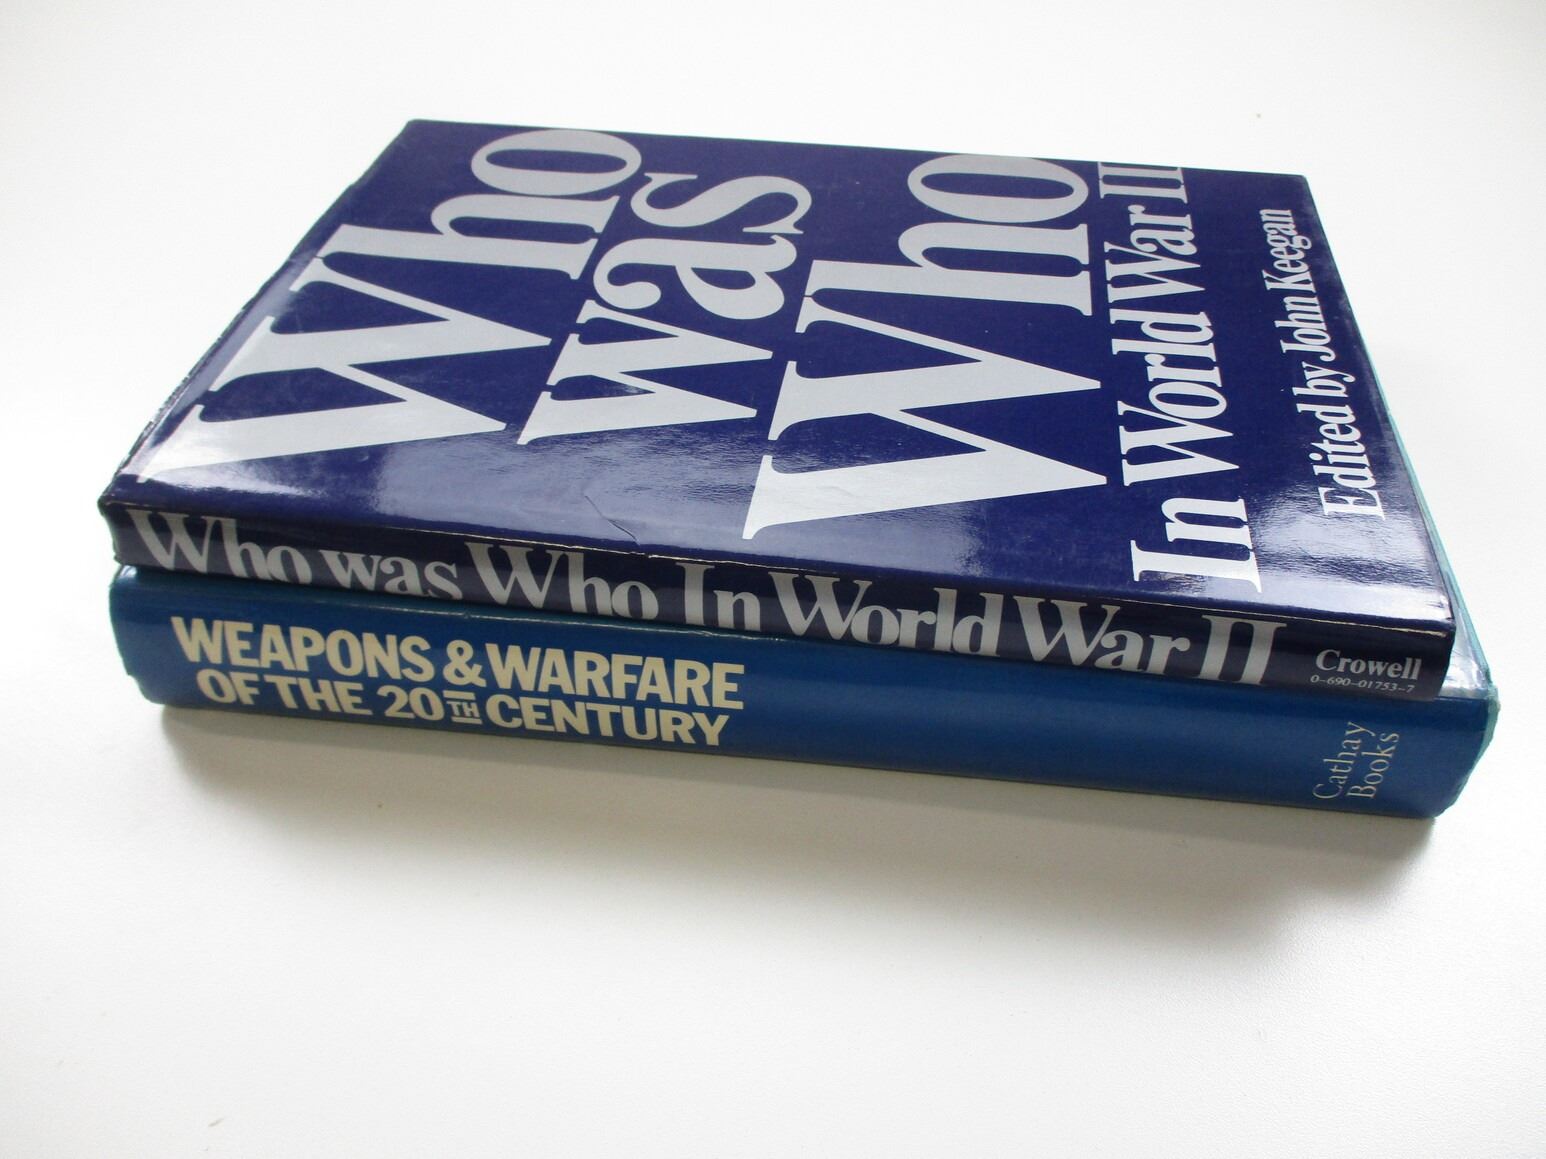 Who
was
Who
In World War II
Edited by John Keegan
Who was Who In World War II
Crowell
0-690-01753-7
WEAPONS & WARFARE
OF THE 20TH CENTURY
Cathay
Books